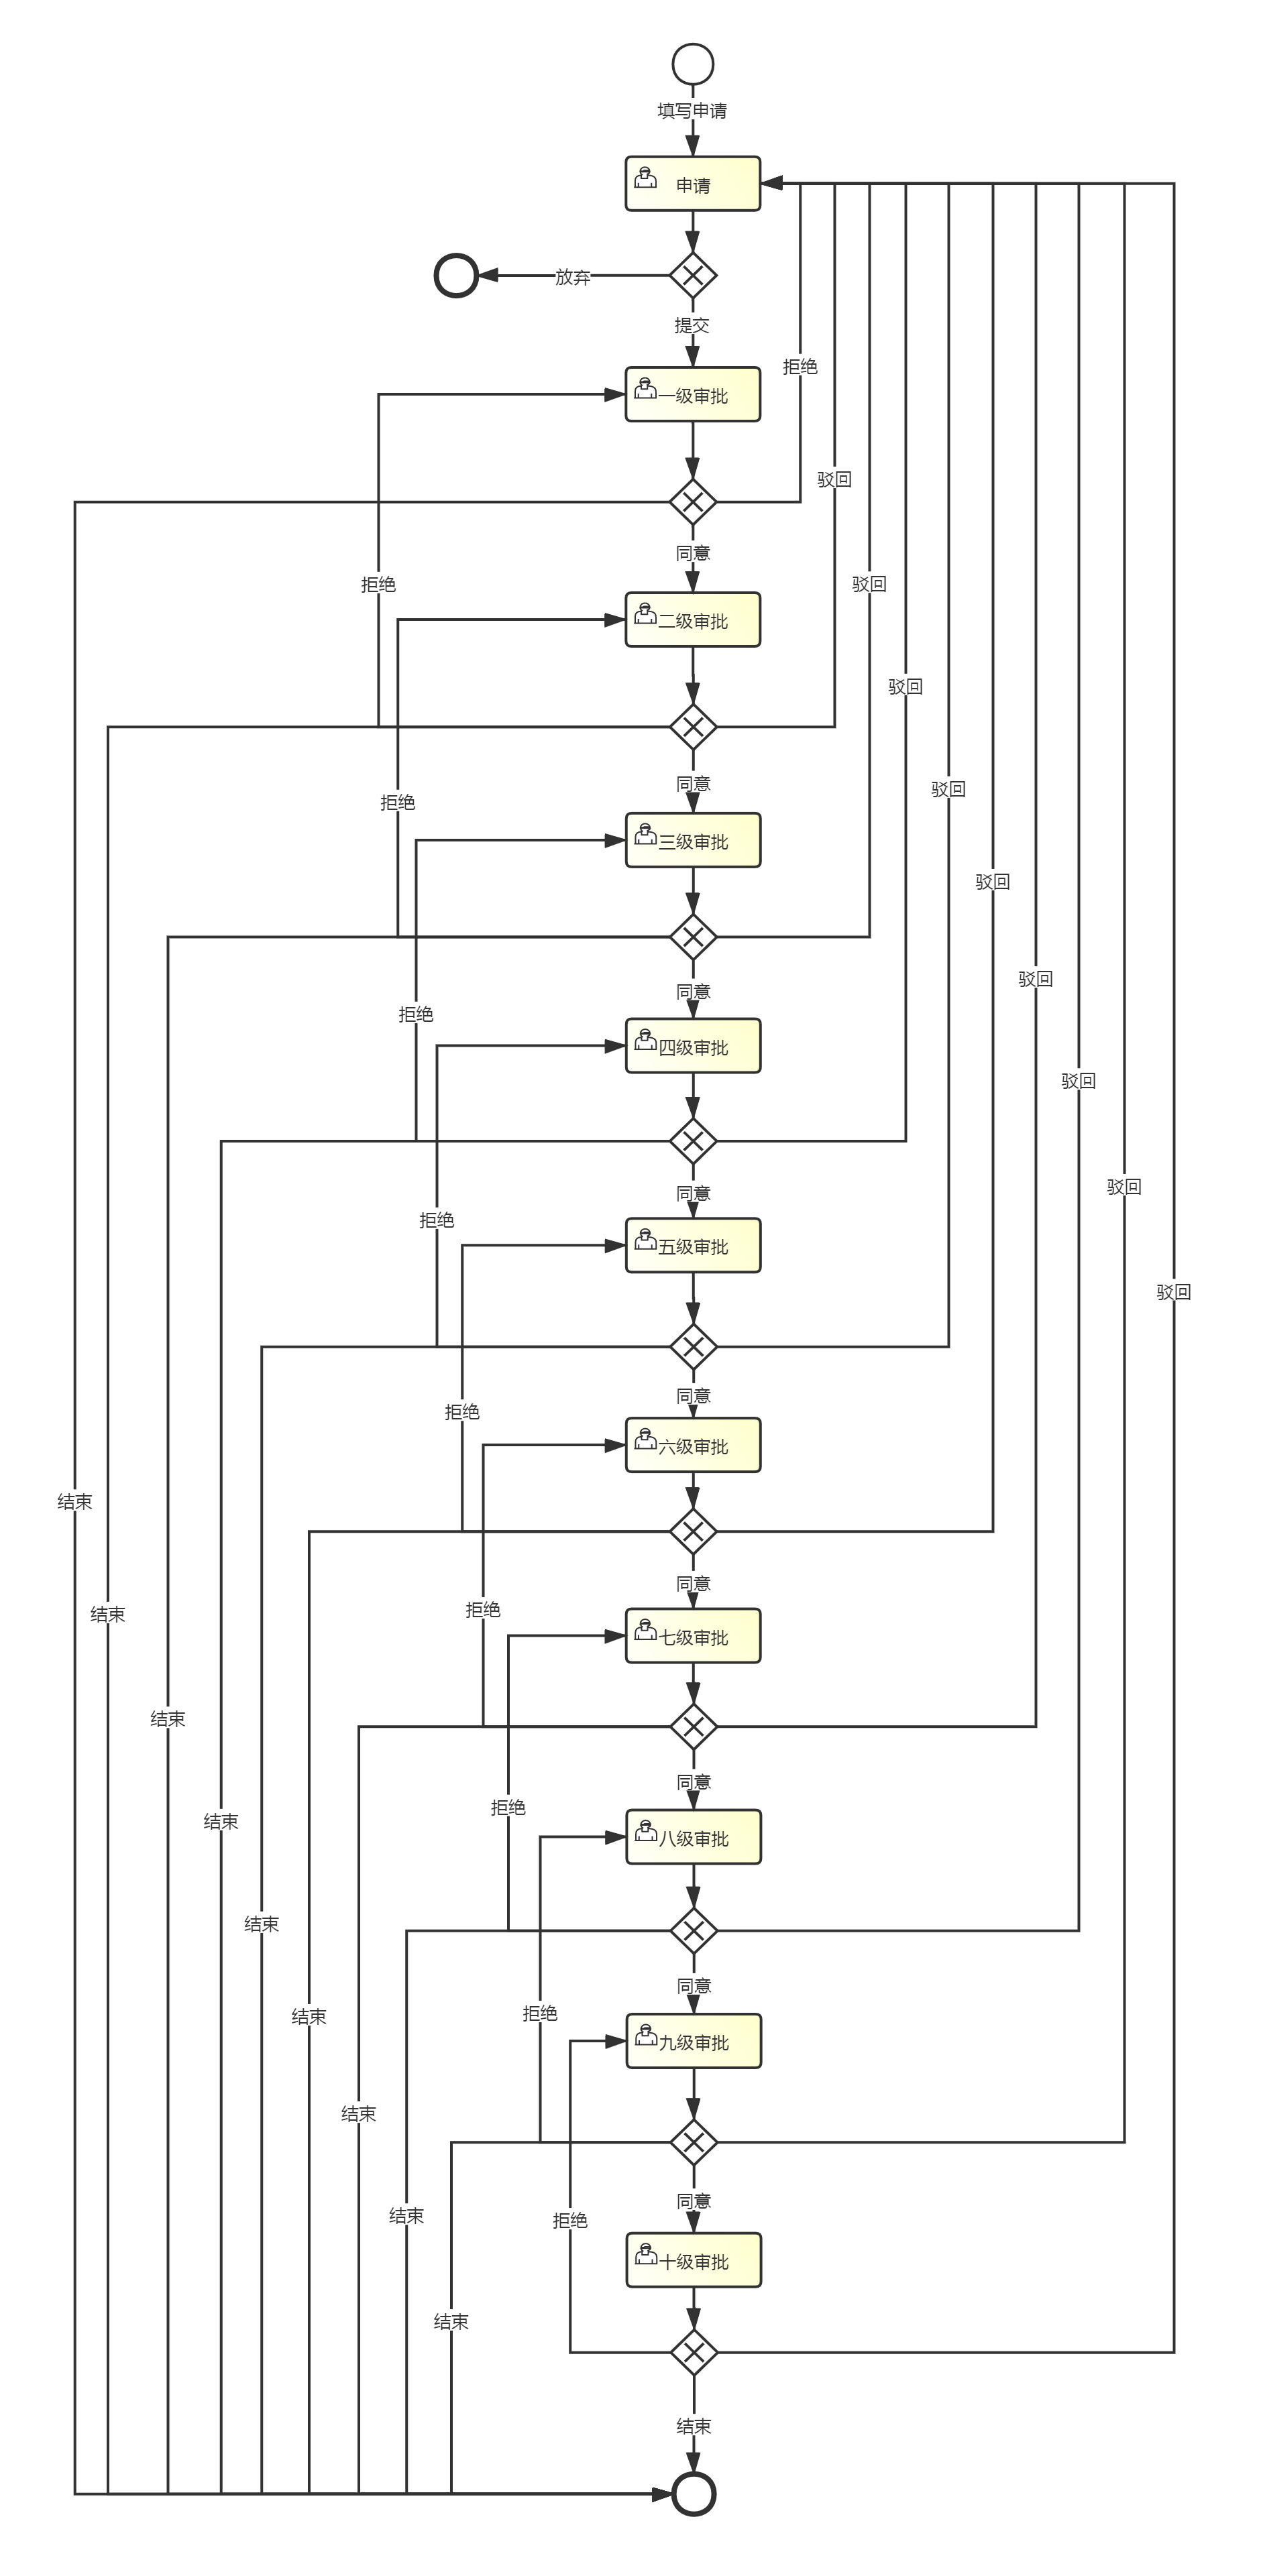 填写申请
申请
放弃
提交
拒绝
一级审批
驳回
同意
拒绝
驳回
二级审批
驳回
同意
驳回
拒绝
三级审批
驳回
驳回
同意
拒绝
四级审批
驳回
驳回
同意
拒绝
五级审批
驳回
同意
拒绝
六级审批
结束
同意
拒绝
结束
七级审批
结束
同意
拒绝
结束
八级审批
结束
同意
拒绝
结束
九级审批
结束
同意
结束
拒绝
十级审批
结束
结束